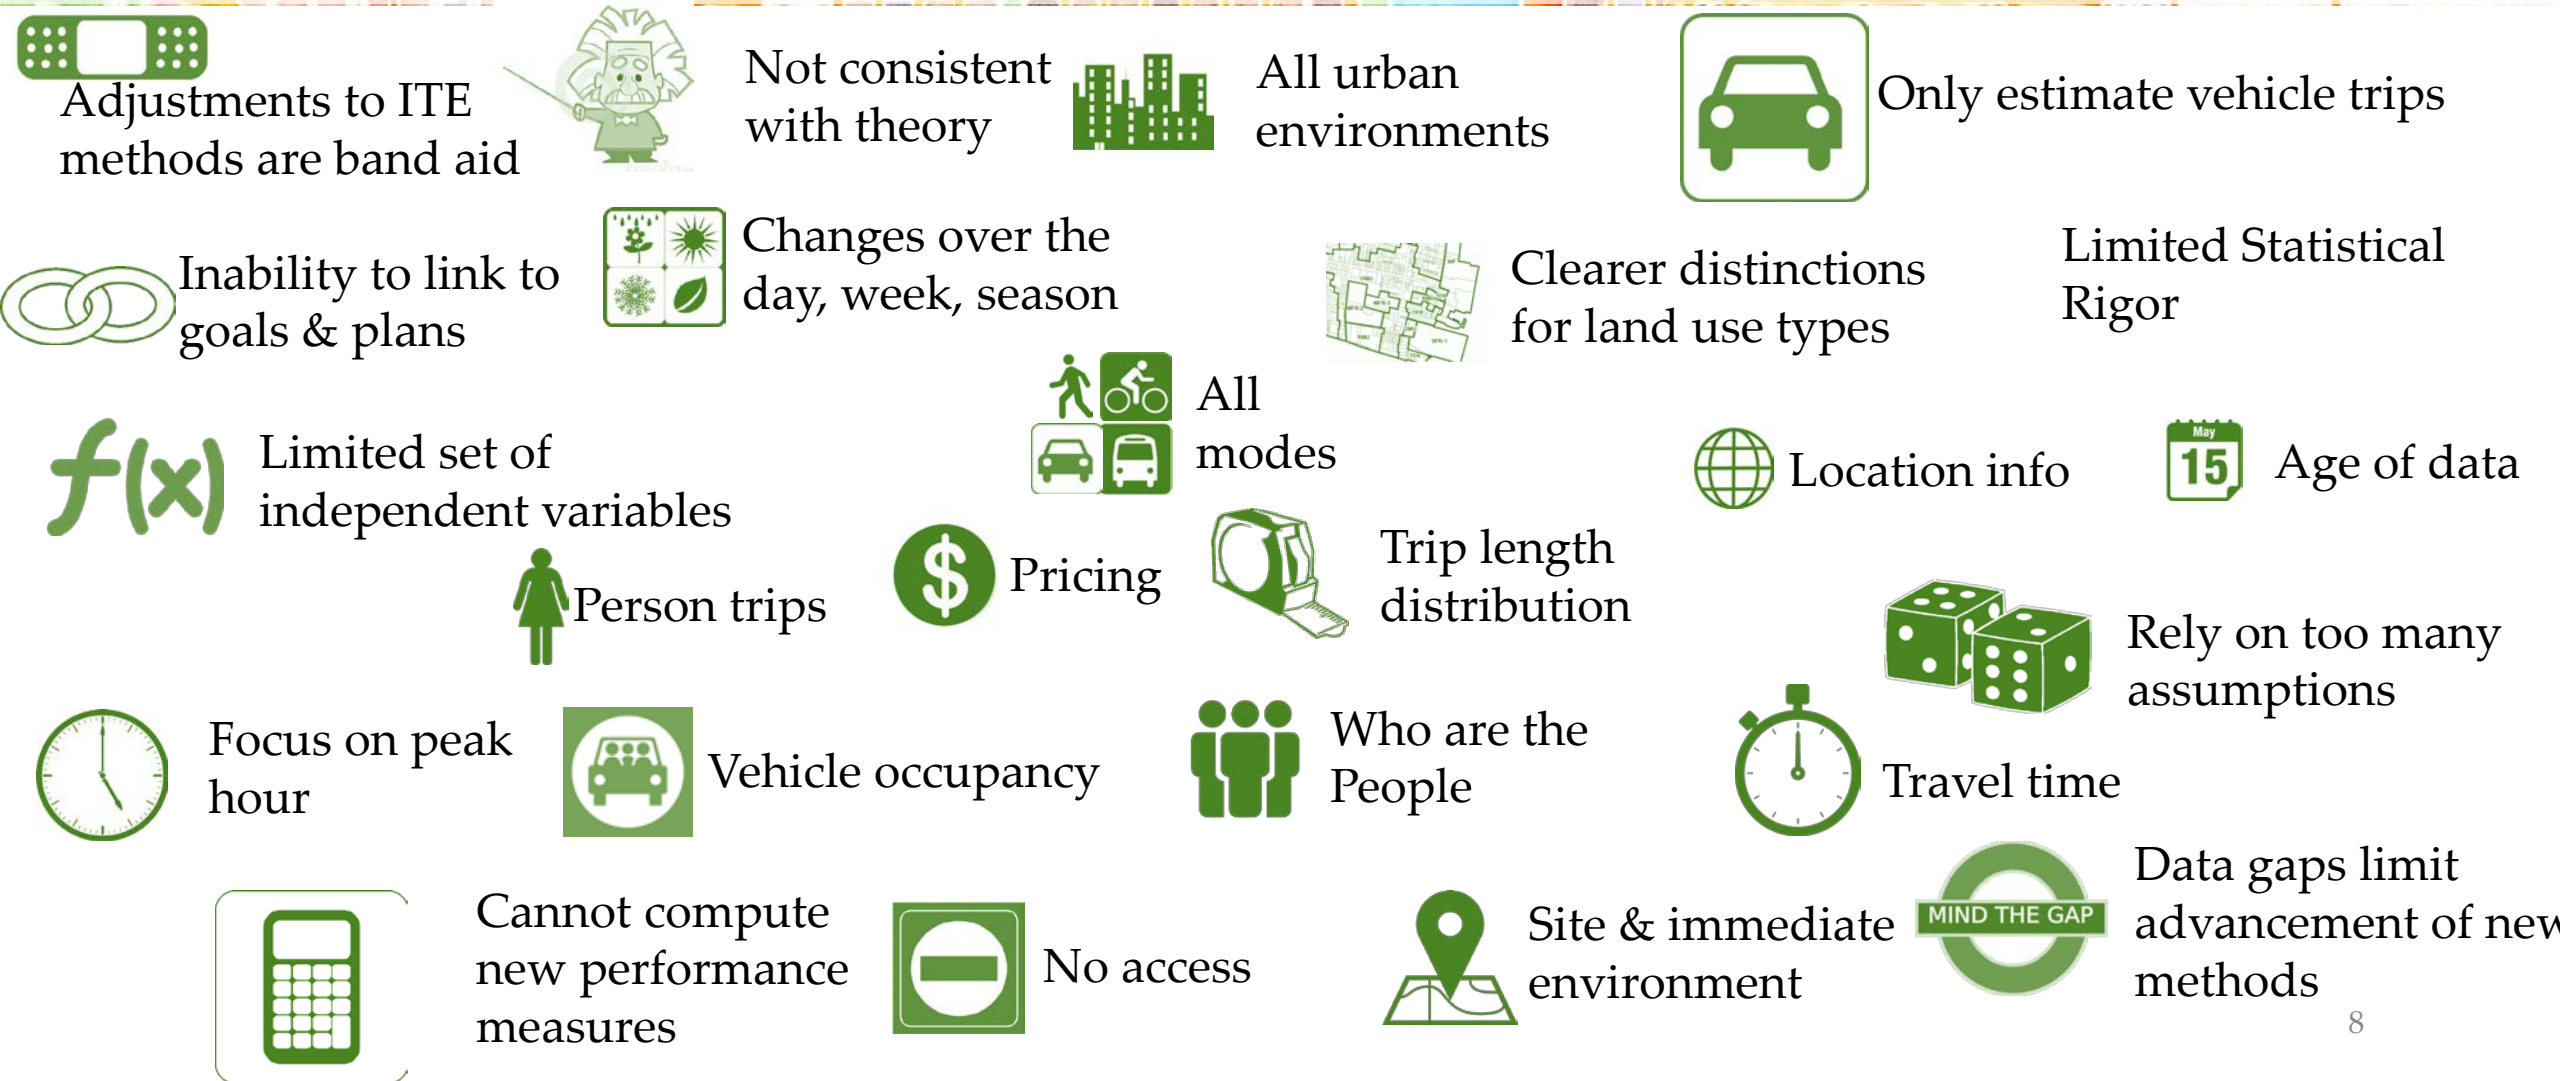 Adjustments to ITE
methods are band aid
Not consistent
with theory
All urban
environments
Only estimate vehicle trips
Inability to link to
goals & plans
Changes over the
day, week, season
Clearer distinctions
for land use types
Limited Statistical
Rigor
f(x)
Limited set of
independent variables
All
modes
Location info
May
15
Age of data
Person trips
$
Pricing
Trip length
distribution
Rely on too many
assumptions
Focus on peak
hour
Vehicle occupancy
Who are the
People
Travel time
Cannot compute
new performance
measures
No access
Site & immediate
environment
MIND THE GAP
Data gaps limit
advancement of new
methods
8